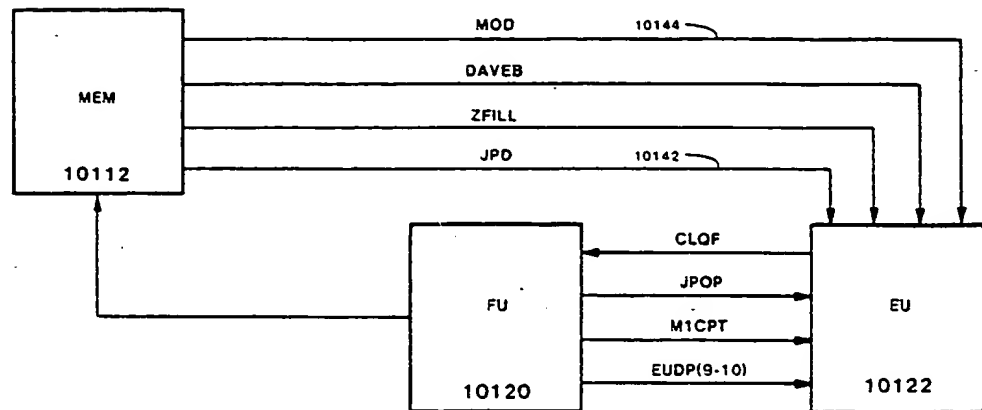 MOD 10144
DAVEB
MEM
ZFILL
JPD 10142
10112
CLQF
JPOP
FU EU
M1CPT
EUDP(9-10)
10120 10122